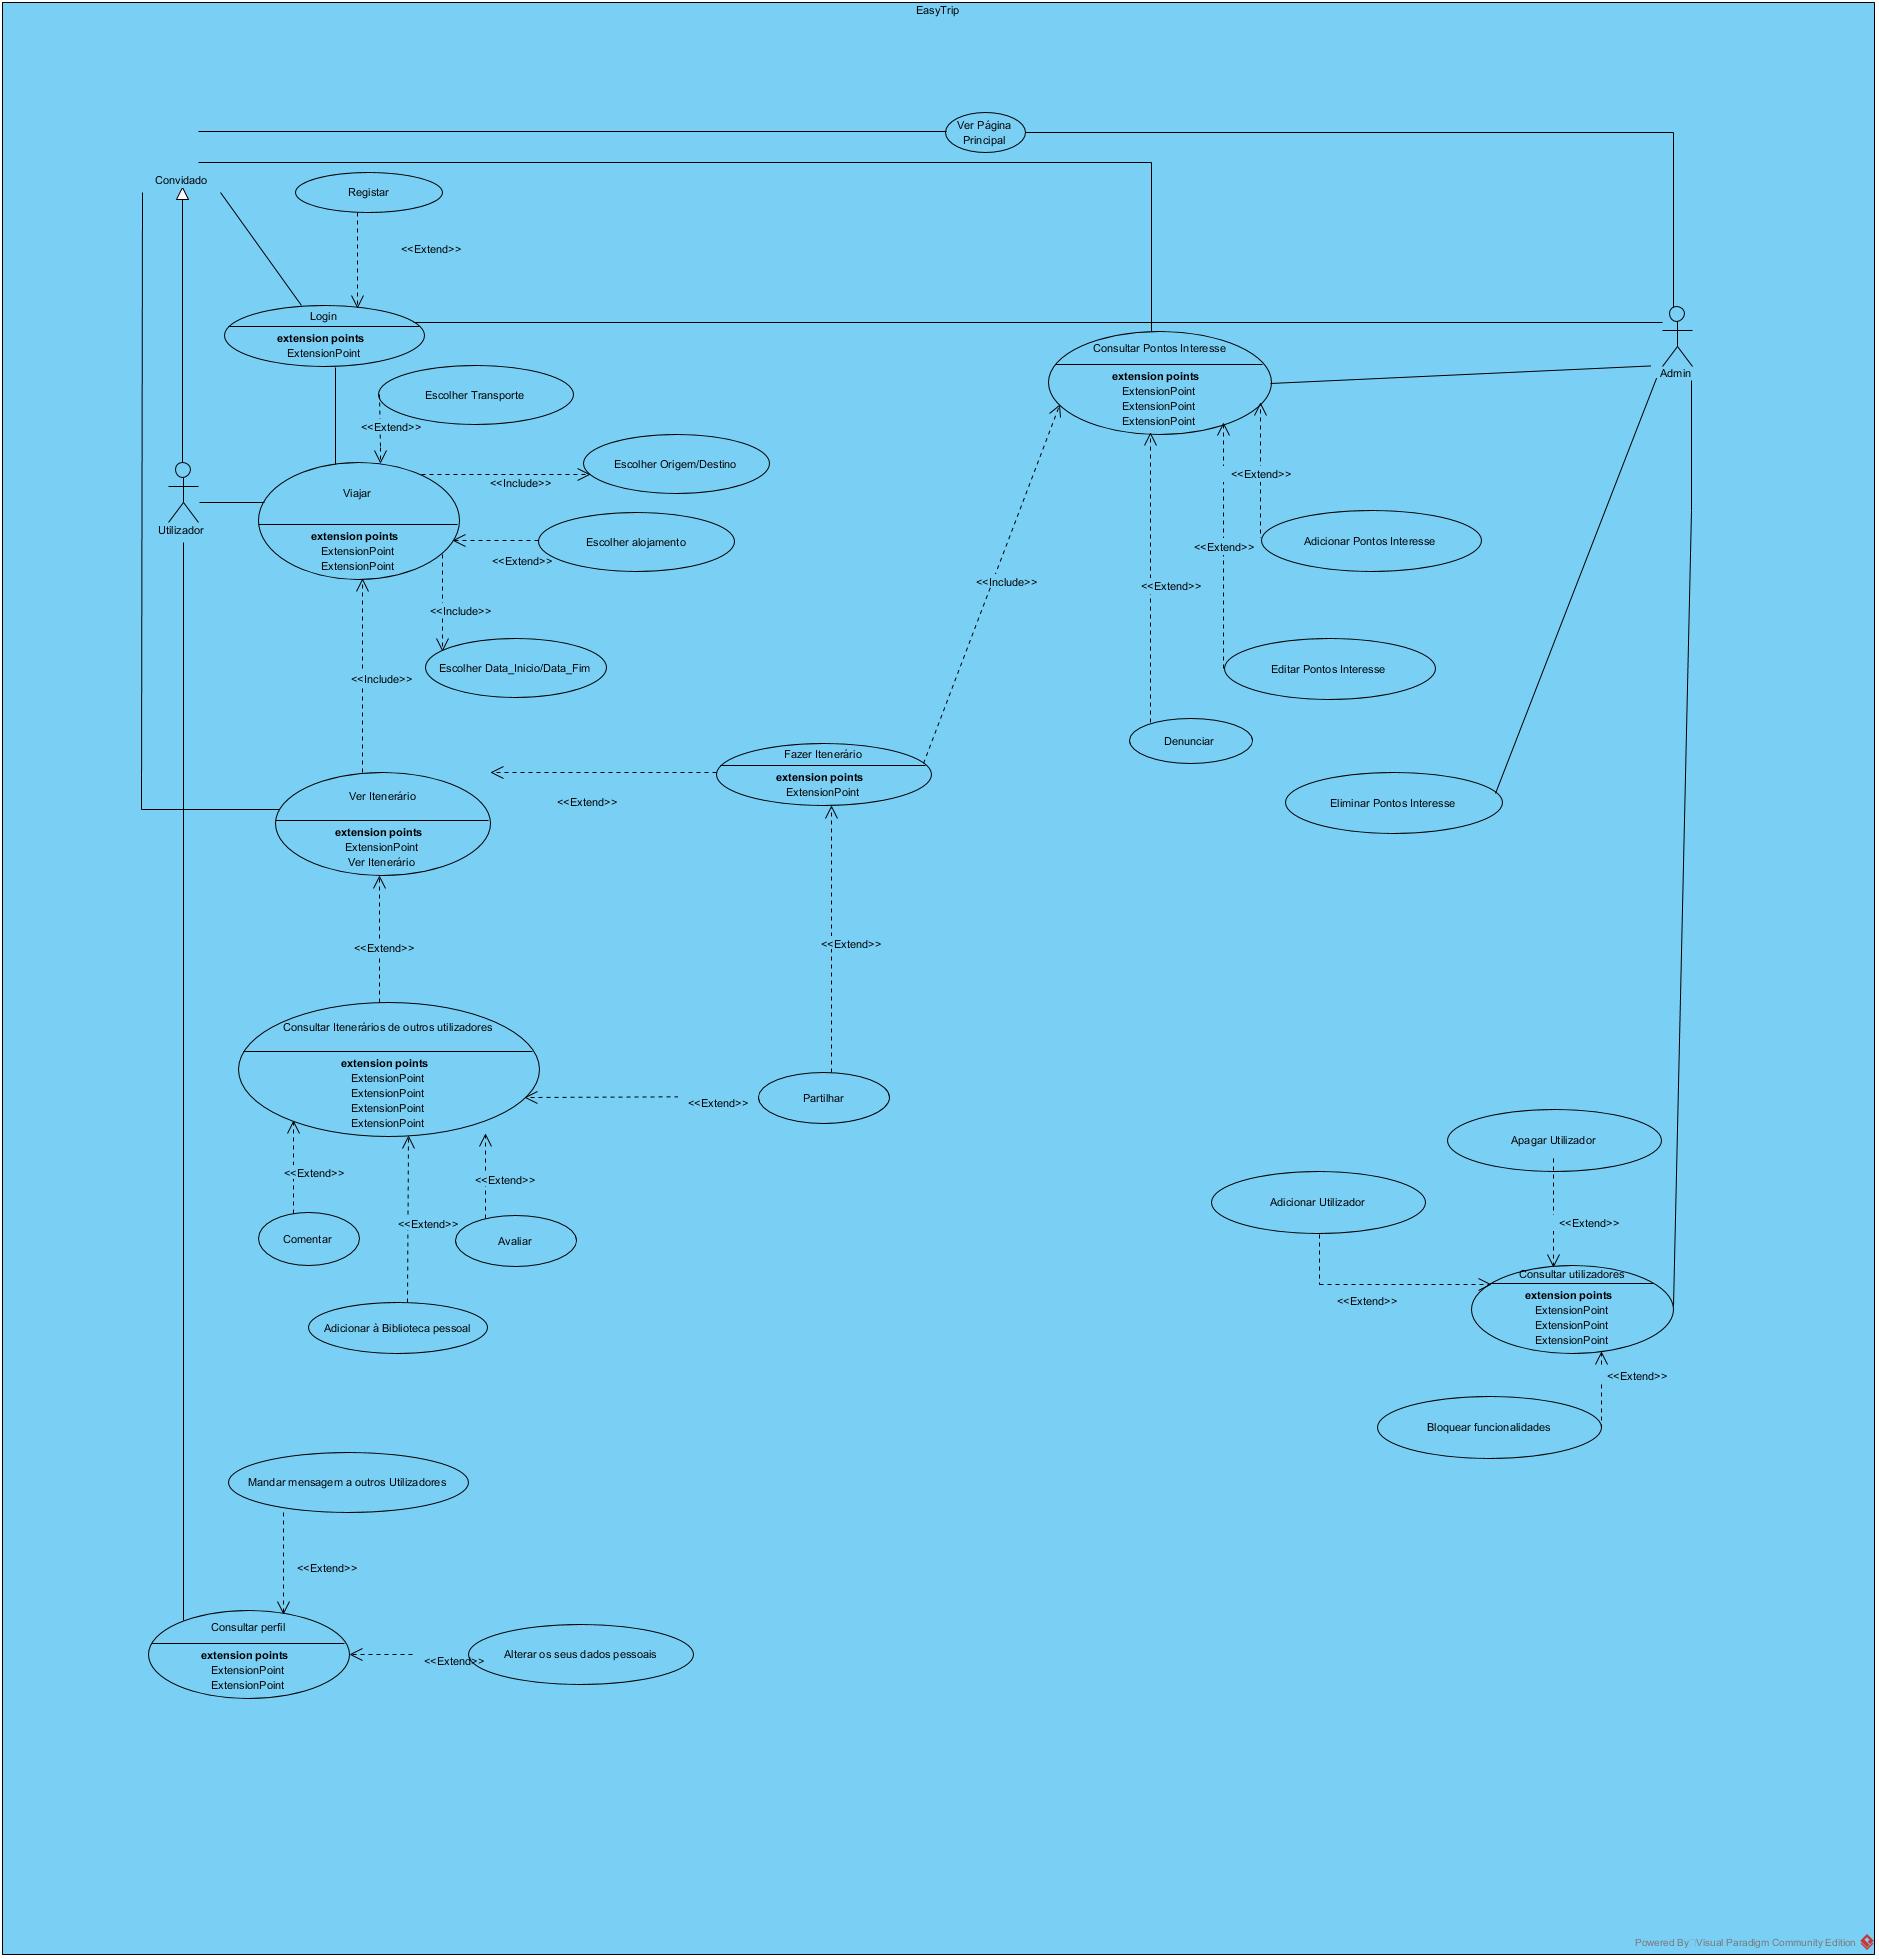 EasyTrip
Ver Página
Principal
Convidado
Registar
<<Extend>>
Login
extension points
ExtensionPoint
Consultar Pontos Interesse
extension points
ExtensionPoint
ExtensionPoint
ExtensionPoint
Admin
Escolher Transporte
<<Extend>>
Escolher Origem/Destino
<<Include>>
Viajar
extension points
ExtensionPoint
ExtensionPoint
Utilizador
Escolher alojamento
<<Extend>>
<<Include>>
Escolher Data_Inicio/Data_Fim
<<Include>>
<<Extend>>
Adicionar Pontos Interesse
<<Extend>>
<<Include>>
<<Extend>>
Editar Pontos Interesse
Denunciar
Fazer Itenerário
extension points
ExtensionPoint
Eliminar Pontos Interesse
<<Extend>>
Ver Itenerário
extension points
ExtensionPoint
Ver Itenerário
<<Extend>>
<<Extend>>
Consultar Itenerários de outros utilizadores
extension points
ExtensionPoint
ExtensionPoint
ExtensionPoint
ExtensionPoint
<<Extend>>
Partilhar
<<Extend>>
<<Extend>>
<<Extend>>
Comentar
Avaliar
Adicionar à Biblioteca pessoal
Apagar Utilizador
Adicionar Utilizador
<<Extend>>
Consultar utilizadores
extension points
ExtensionPoint
ExtensionPoint
ExtensionPoint
<<Extend>>
<<Extend>>
Bloquear funcionalidades
Mandar mensagem a outros Utilizadores
<<Extend>>
Consultar perfil
extension points
ExtensionPoint
ExtensionPoint
<<Extend>>
Alterar os seus dados pessoais
Powered By Visual Paradigm Community Edition